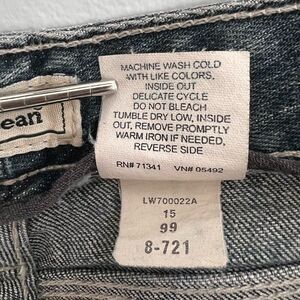 ean
MACHINE WASH COLD
WITH LIKE COLORS,
INSIDE OUT
DELICATE CYCLE
DO NOT BLEACH
TUMBLE DRY LOW, INSIDE
OUT, REMOVE PROMPTLY
WARM IRON IF NEEDED,
REVERSE SIDE
RN# 71341 VN# 05492
LW700022A
15
99
8-721